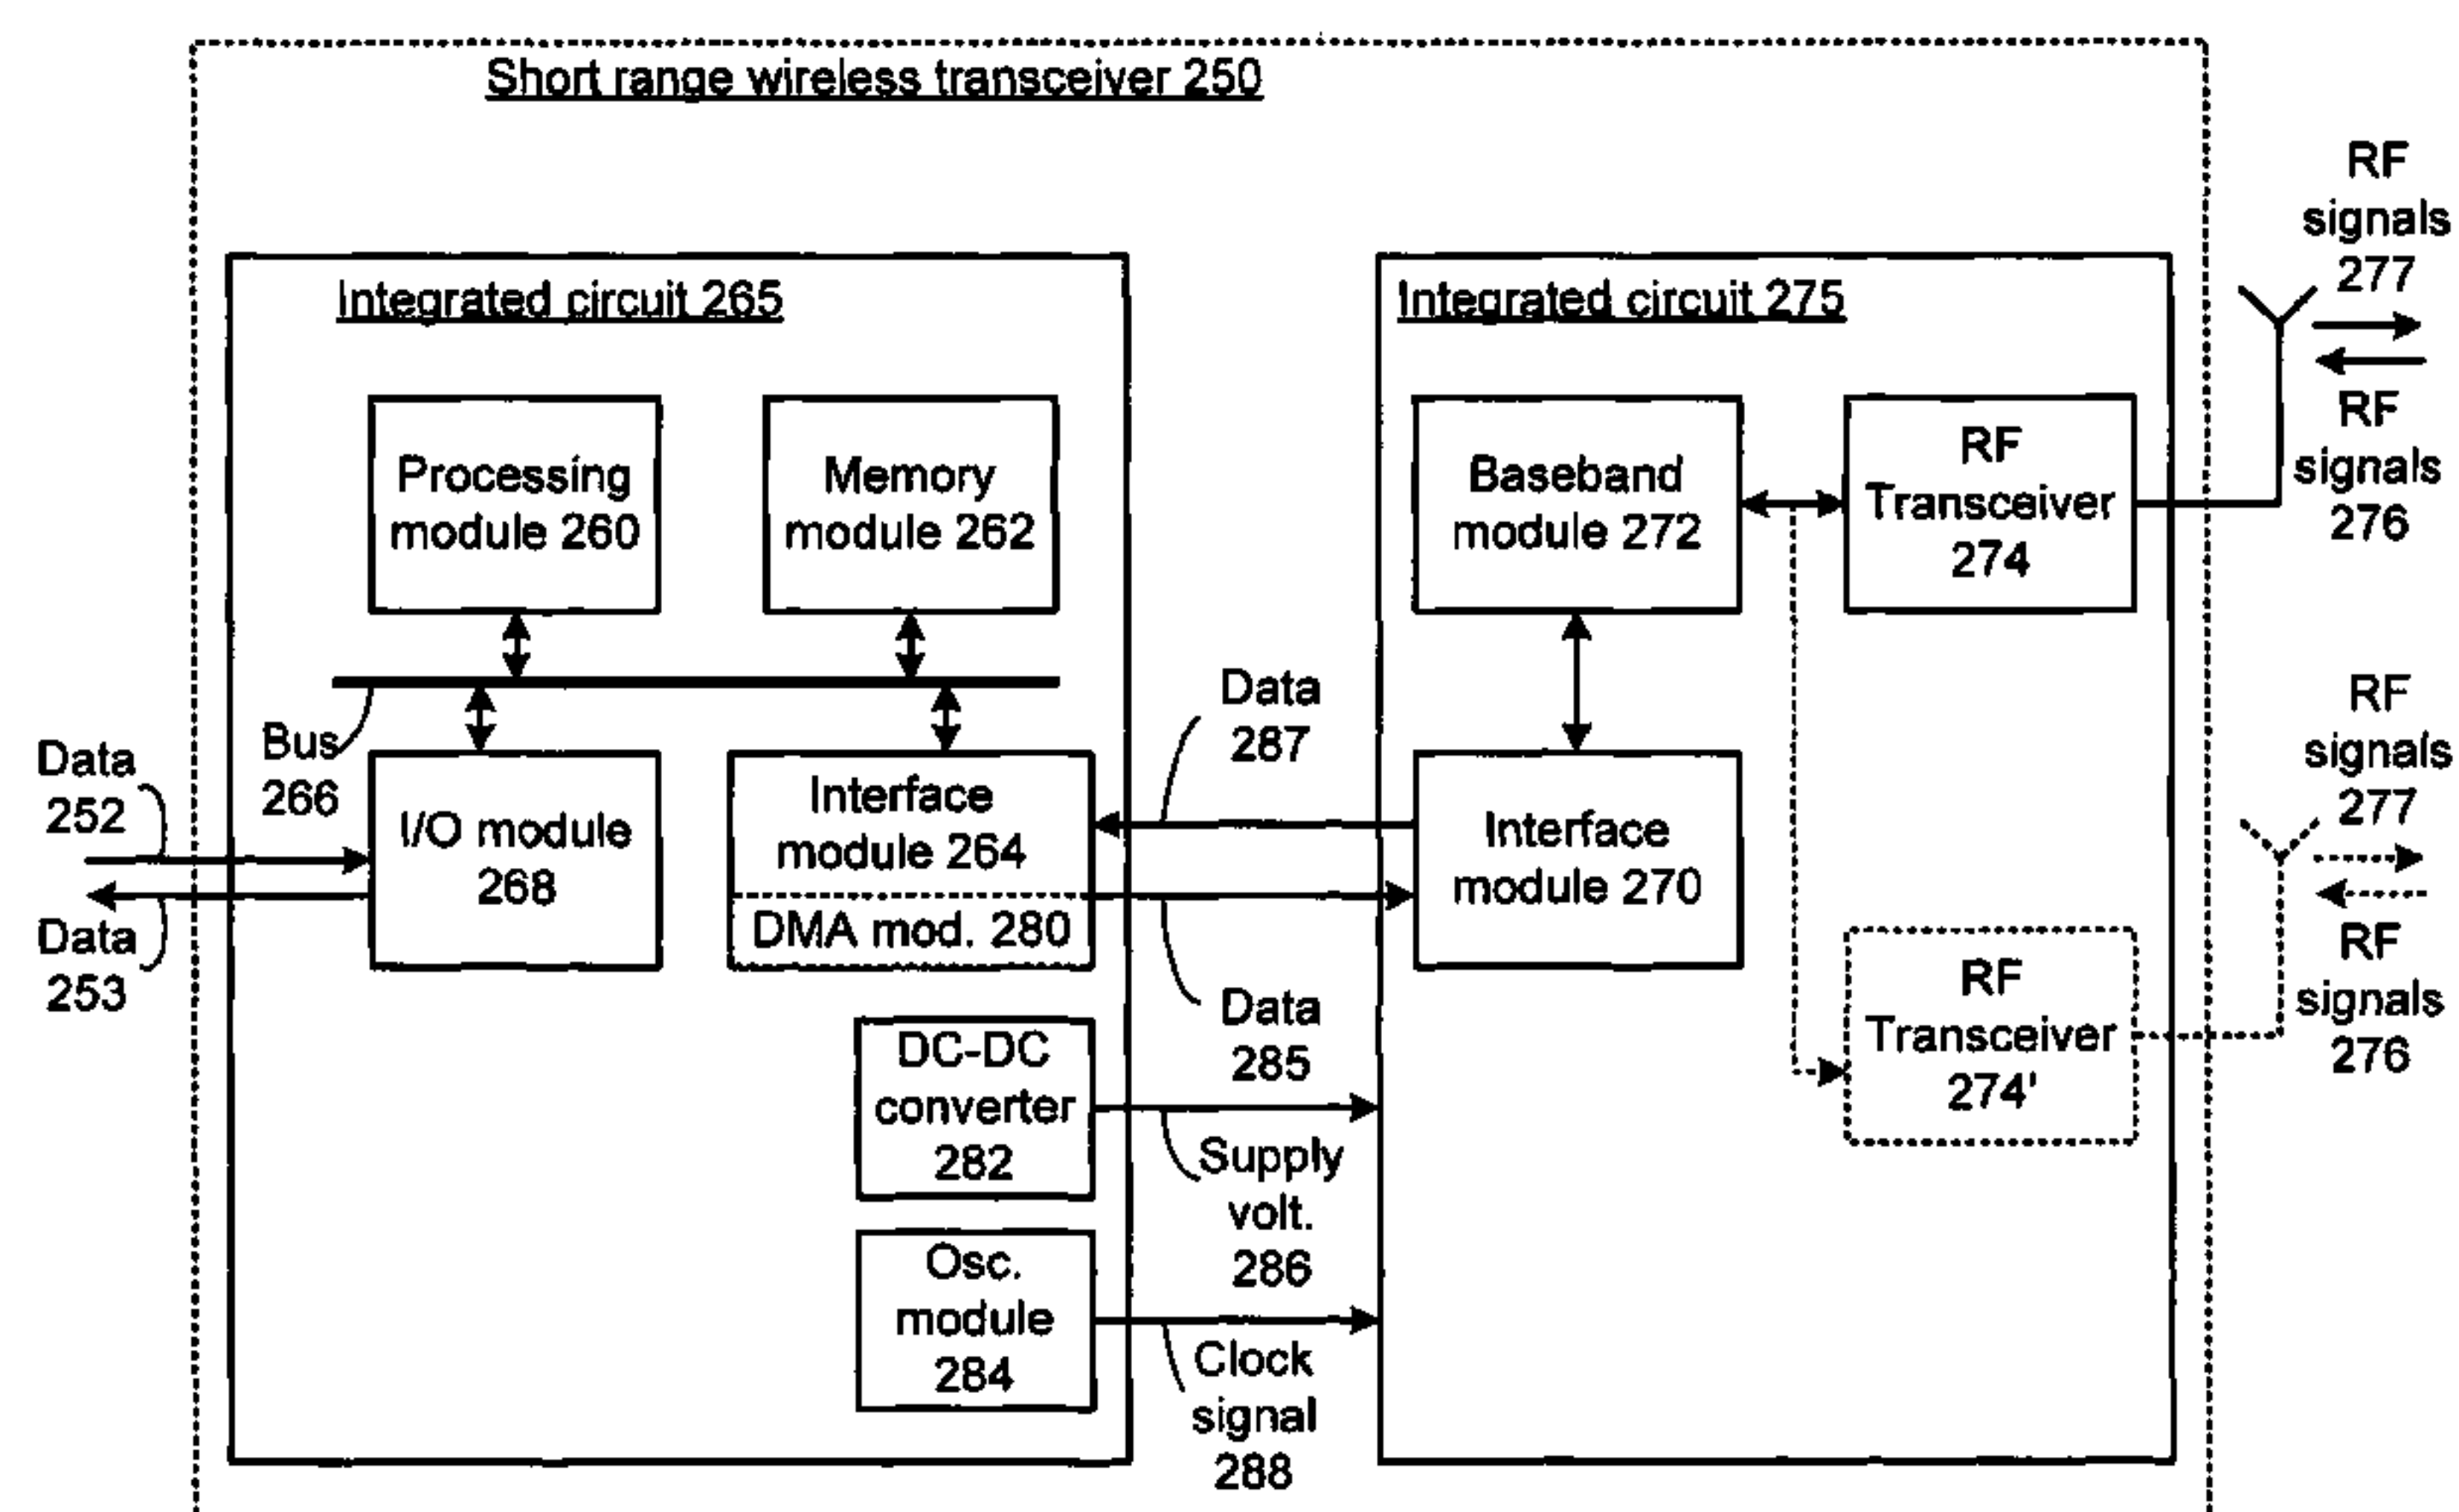 Short range wireless transceiver 250
Integrated circuit 265
Processing
module 260
Memory
module 262
Bus
266
Data
252
Data
253
I/O module
268
Interface
module 264
DMA mod. 280
DC-DC
converter
282
Osc.
module
284
Data
287
Data
285
Supply
volt.
286
Clock
signal
288
Integrated circuit 275
Baseband
module 272
RF
Transceiver
274
Interface
module 270
RF
Transceiver
274'
RF
signals
277
RF
signals
276
RF
signals
277
RF
signals
276